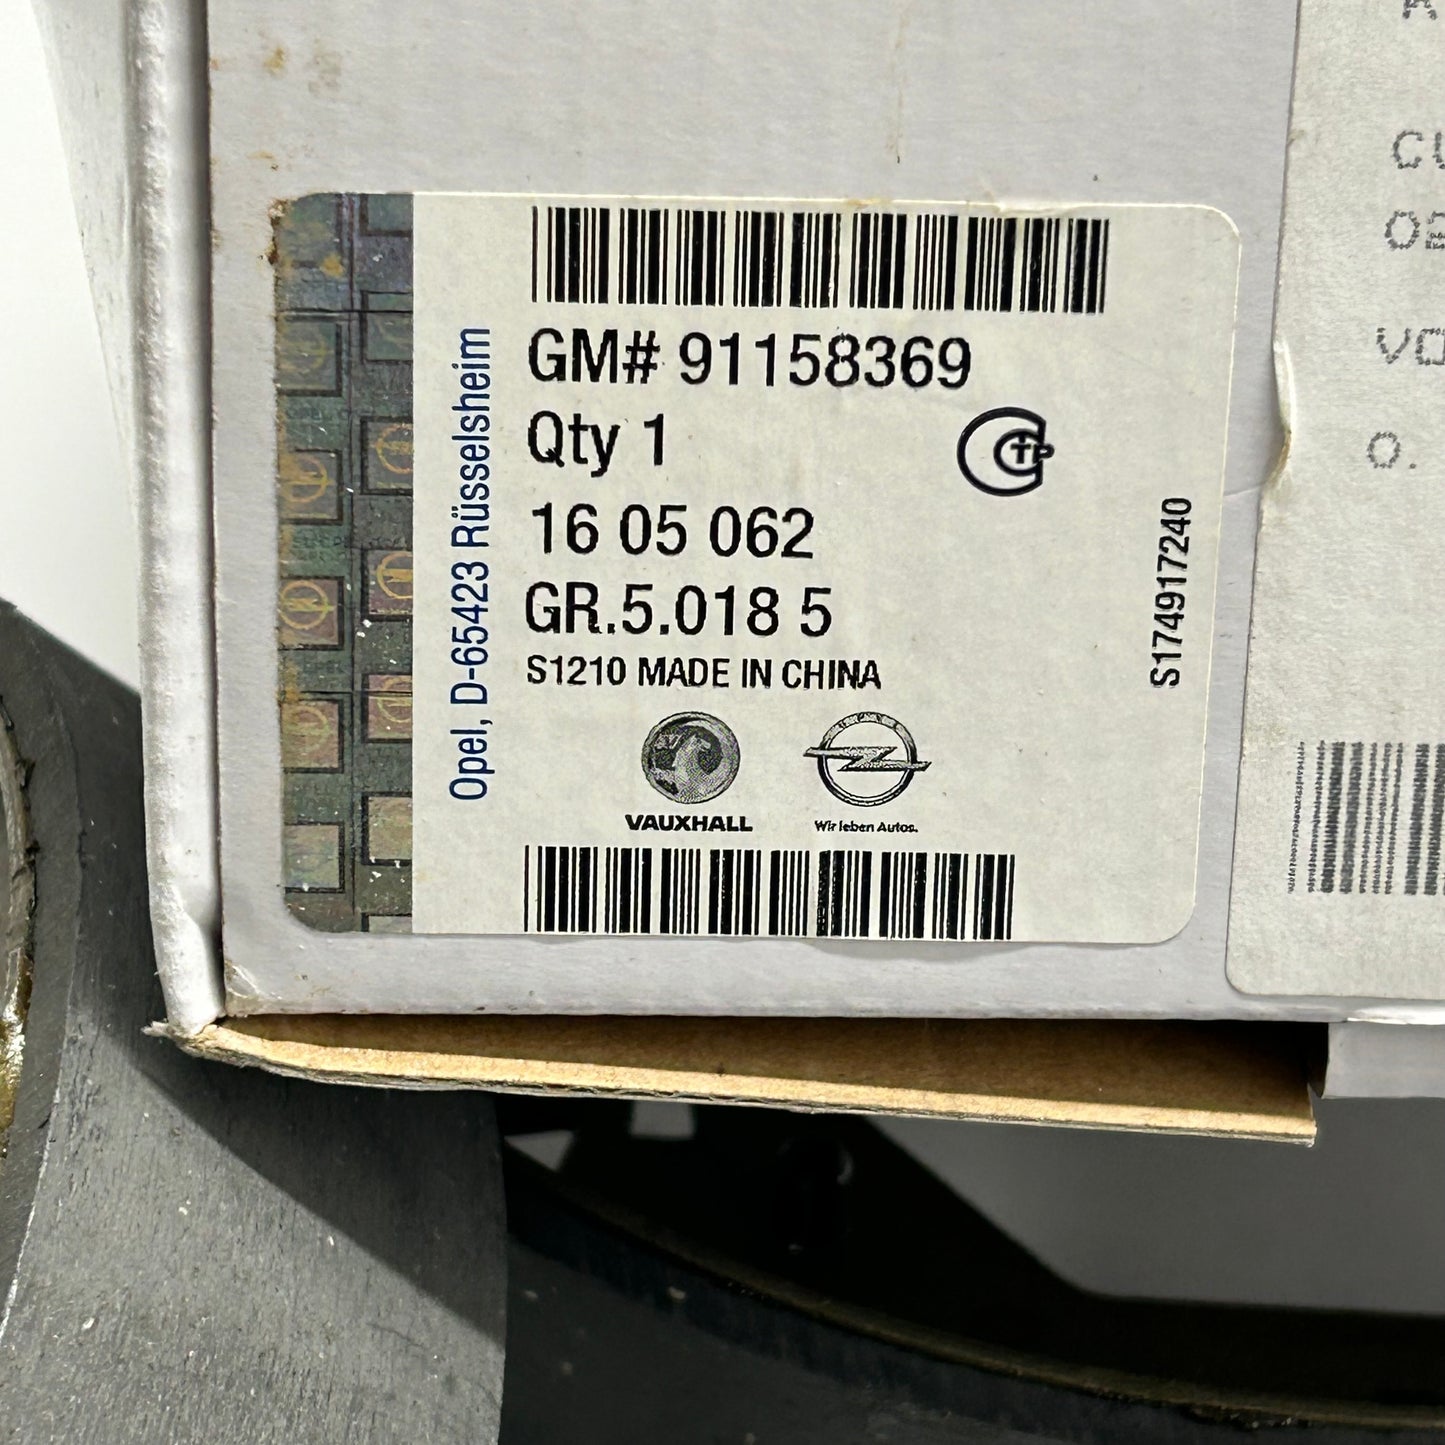 GM# 91158369
Qty 1
16 05 062
GR.5.018 5
S1210 MADE IN CHINA
VAUXHALL
Wir leben Autos.
Opel, D-65423 Rüsselsheim
S174917240